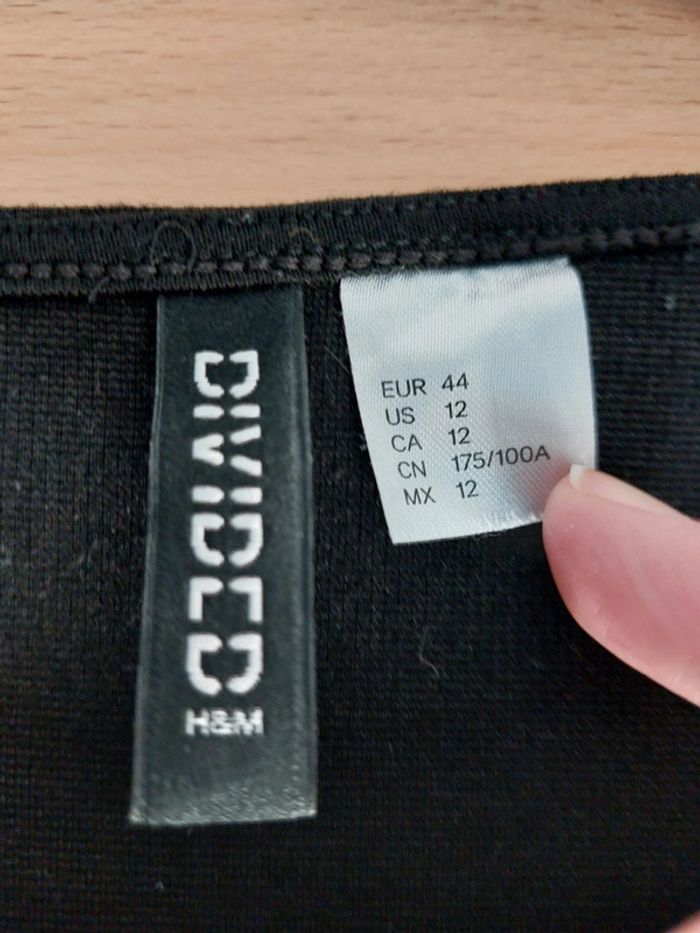 DIVIDED
H&M
EUR 44
US 12
CA 12
CN 175/100A
MX 12